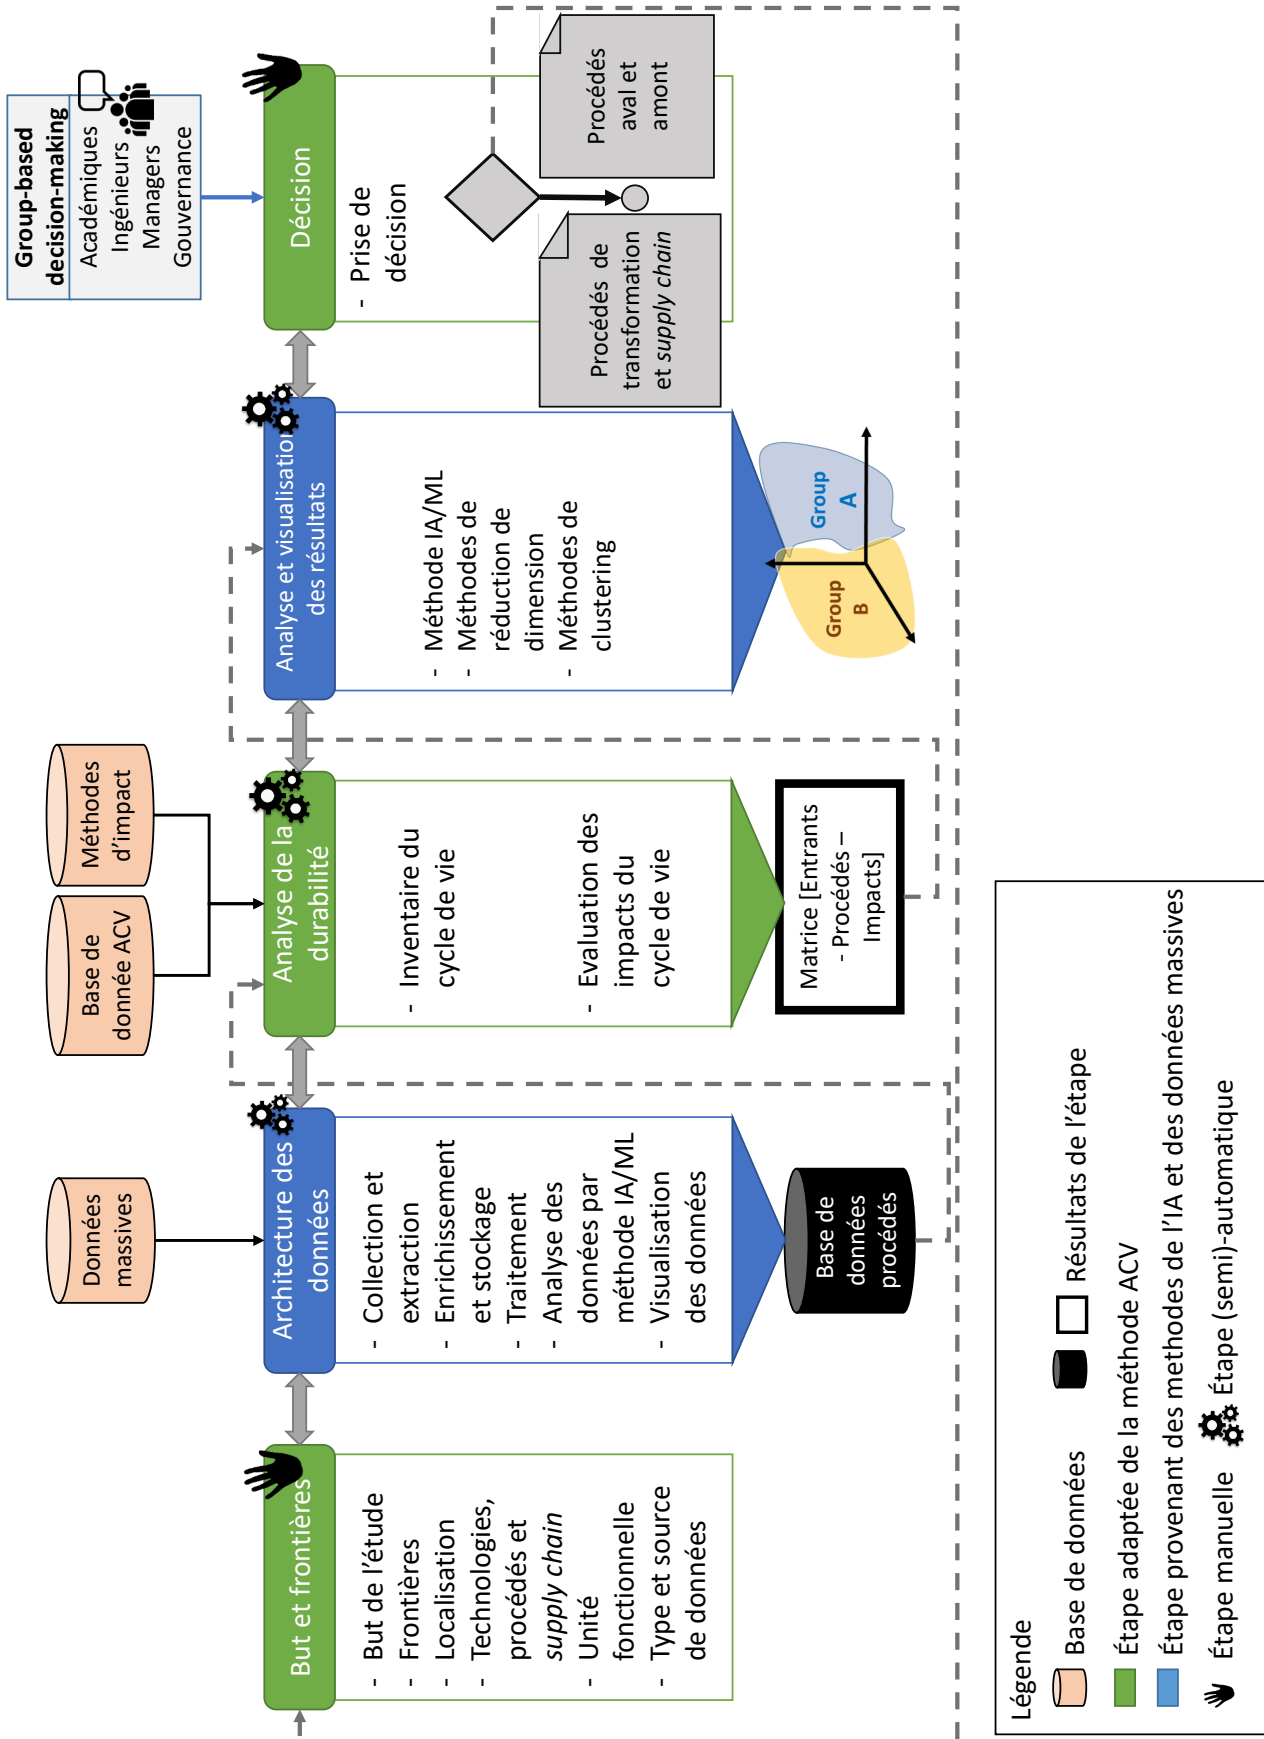 Group-based
decision-making
Académiques
Ingénieurs
Managers
Gouvernance
Données
massives
Base de
donnée ACV
Méthodes
d'impact
But et frontières
- But de l'étude
- Frontières
- Localisation
- Technologies,
procédés et
supply chain
- Unité
fonctionnelle
- Type et source
de données
Architecture des
données
- Collection et
extraction
- Enrichissement
et stockage
- Traitement
- Analyse des
données par
méthode IA/ML
- Visualisation
des données
Base de
données
procédés
Analyse de la
durabilité
- Inventaire du
cycle de vie
- Evaluation des
impacts du
cycle de vie
Matrice [Entrants
- Procédés –
Impacts]
Analyse et visualisation
des résultats
- Méthode IA/ML
- Méthodes de
réduction de
dimension
- Méthodes de
clustering
Group
B
Group
A
Décision
- Prise de
décision
Procédés de
transformation
et supply chain
Procédés
aval et
amont
Légende
Base de données
Résultats de l'étape
Étape adaptée de la méthode ACV
Étape provenant des methodes de l'IA et des données massives
Étape manuelle
Étape (semi)-automatique